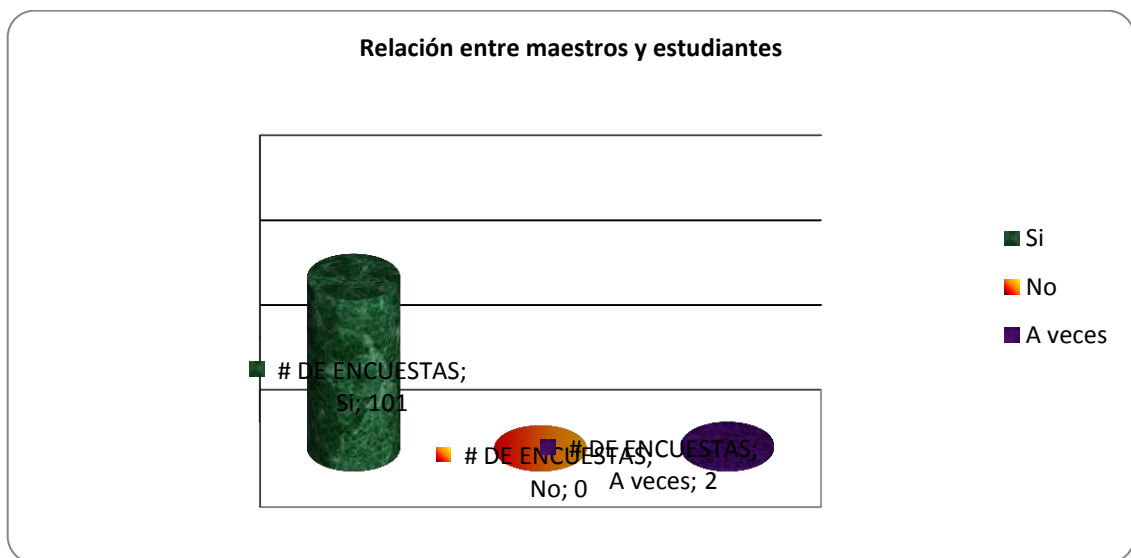 Relación entre maestros y estudiantes
# DE ENCUESTAS;
Si; 101
# DE ENCUESTAS;
No; 0
# DE ENCUESTAS;
A veces; 2
Si
No
A veces